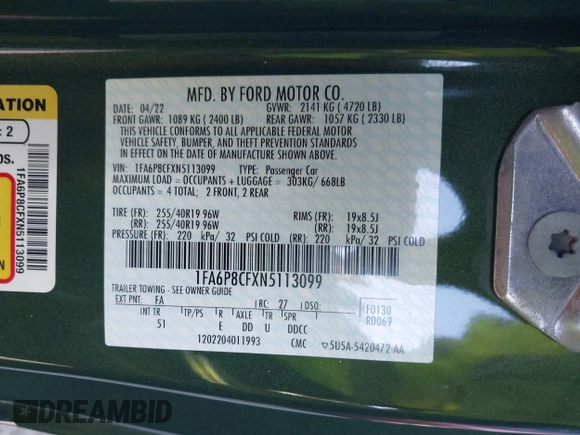 ATION
: 2
os.
1FA6P8CFXN5113099
N
MFD. BY FORD MOTOR CO.
DATE: 04/22 GVWR: 2141 KG ( 4720 LB)
FRONT GAWR: 1089 KG ( 2400 LB) REAR GAWR: 1057 KG ( 2330 LB)
THIS VEHICLE CONFORMS TO ALL APPLICABLE FEDERAL MOTOR
VEHICLE SAFETY, BUMPER, AND THEFT PREVENTION STANDARDS
IN EFFECT ON THE DATE OF MANUFACTURE SHOWN ABOVE.
VIN: 1FA6P8CFXN5113099 TYPE: Passenger Car
MAXIMUM LOAD = OCCUPANTS + LUGGAGE = 303KG/ 668LB
OCCUPANTS = 4 TOTAL; 2 FRONT, 2 REAR
TIRE (FR): 255/40R19 96W RIMS (FR): 19x8.5J
(RR): 255/40R19 96W (RR): 19x8.5J
PRESSURE (FR): 220 kPa/ 32 PSI COLD (RR): 220 kPa/ 32 PSI COLD
1FA6P8CFXN5113099
TRAILER TOWING - SEE OWNER GUIDE
EXT PNT: FA RC: 27 DSO: F0130
INT TR TP/PS R AXLE TR SPR R0069
51 E DD U DDCC
1202204011993 CMC 5U5A-5420472-AA
DREAMBID